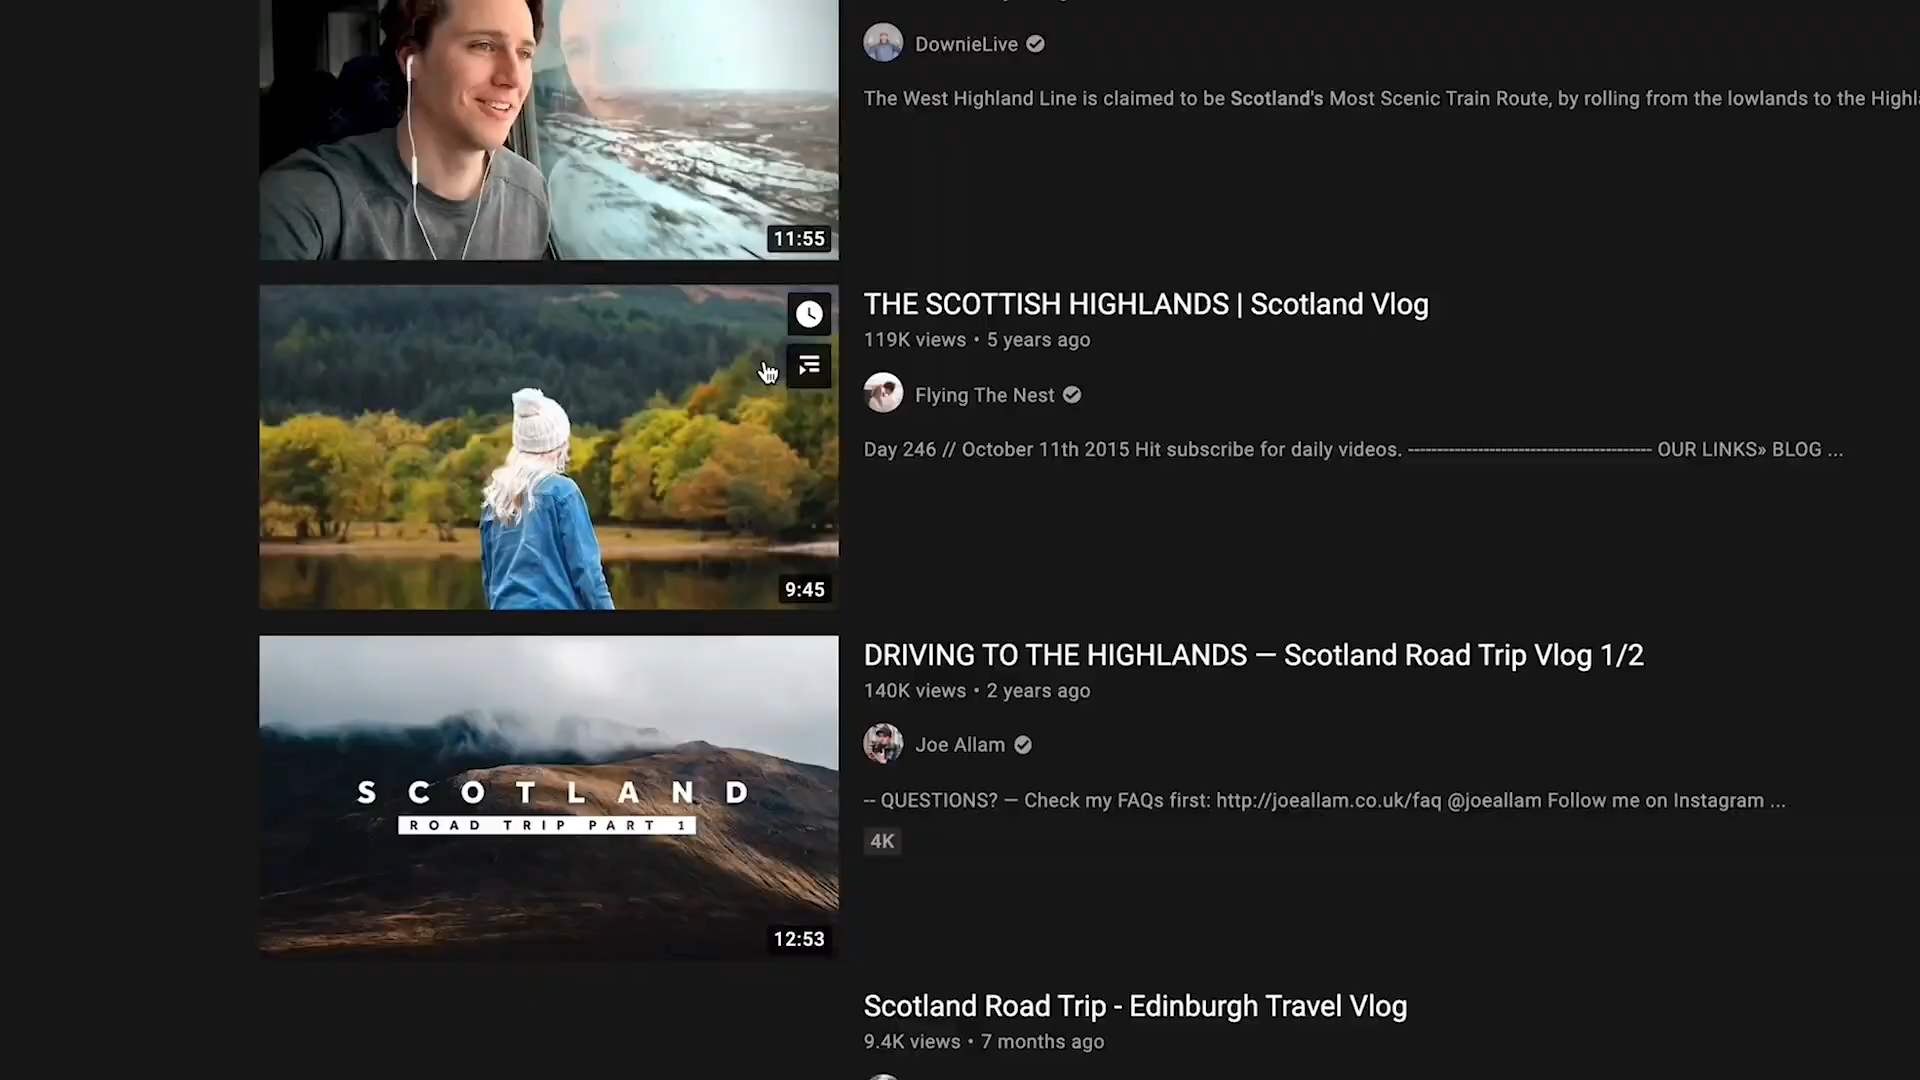 DownieLive
The West Highland Line is claimed to be Scotland's Most Scenic Train Route, by rolling from the lowlands to the Highl
11:55
THE SCOTTISH HIGHLANDS | Scotland Vlog
119K views • 5 years ago
Flying The Nest
Day 246 // October 11th 2015 Hit subscribe for daily videos. ----------------------------------------- OUR LINKS» BLOG ...
9:45
DRIVING TO THE HIGHLANDS — Scotland Road Trip Vlog 1/2
140K views • 2 years ago
Joe Allam
-- QUESTIONS? — Check my FAQs first: http://joeallam.co.uk/faq @joeallam Follow me on Instagram ...
4K
SCOTLAND
ROAD TRIP PART 1
12:53
Scotland Road Trip - Edinburgh Travel Vlog
9.4K views • 7 months ago